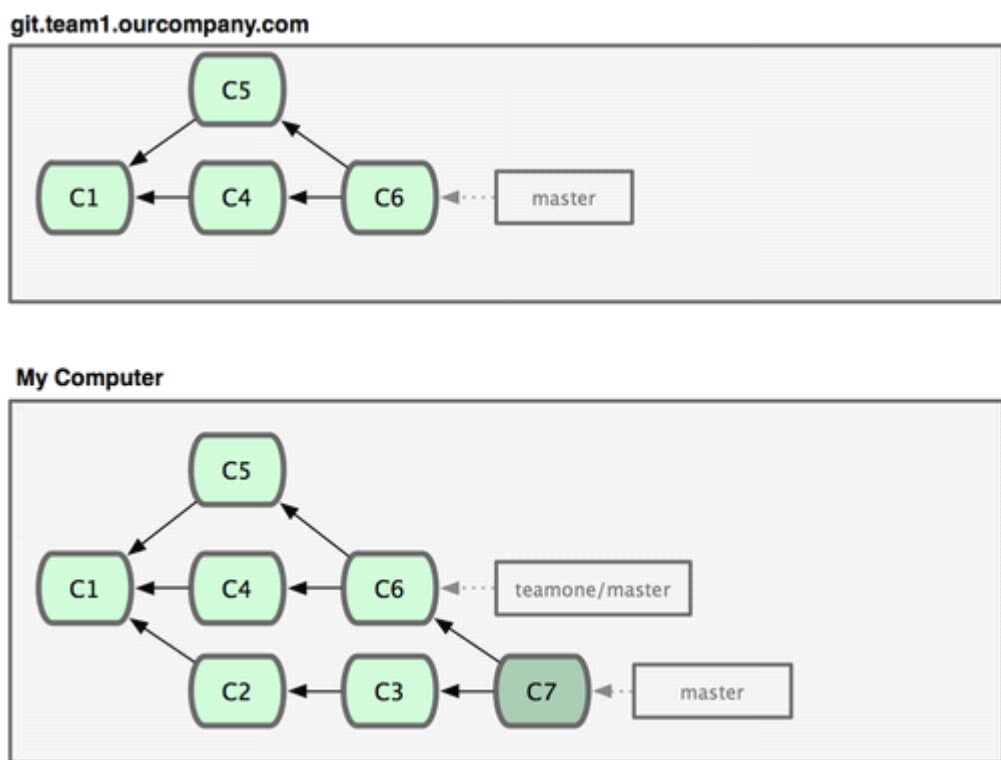 git.team1.ourcompany.com
C5
C1
C4
C6
master
My Computer
C5
C1
C4
C6
teamone/master
C2
C3
C7
master